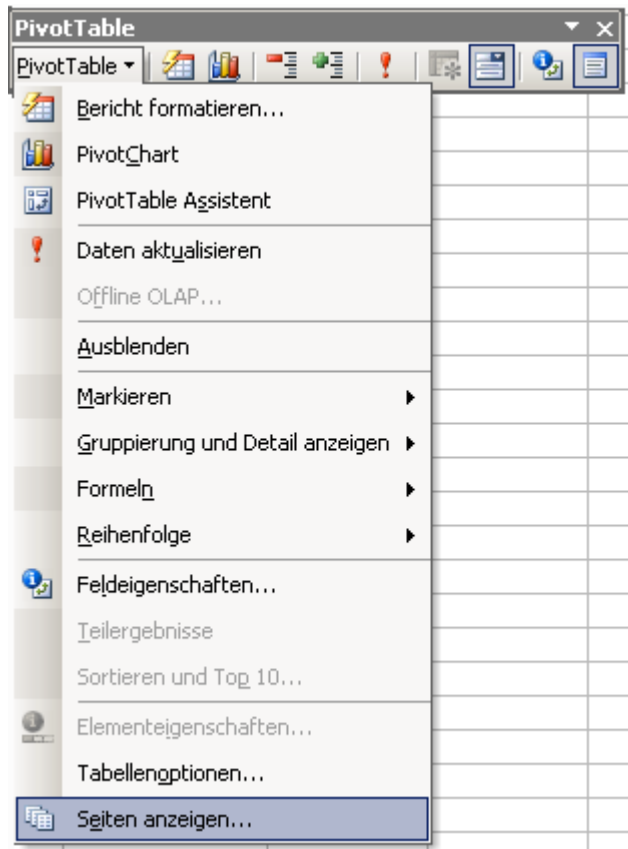 PivotTable
PivotTable
Bericht formatieren...
PivotChart
PivotTable Assistent
Daten aktualisieren
Offline OLAP...
Ausblenden
Markieren
Gruppierung und Detail anzeigen
Formeln
Reihenfolge
Feldeigenschaften...
Teilergebnisse
Sortieren und Top 10...
Elementeigenschaften...
Tabellenoptionen...
Seiten anzeigen...